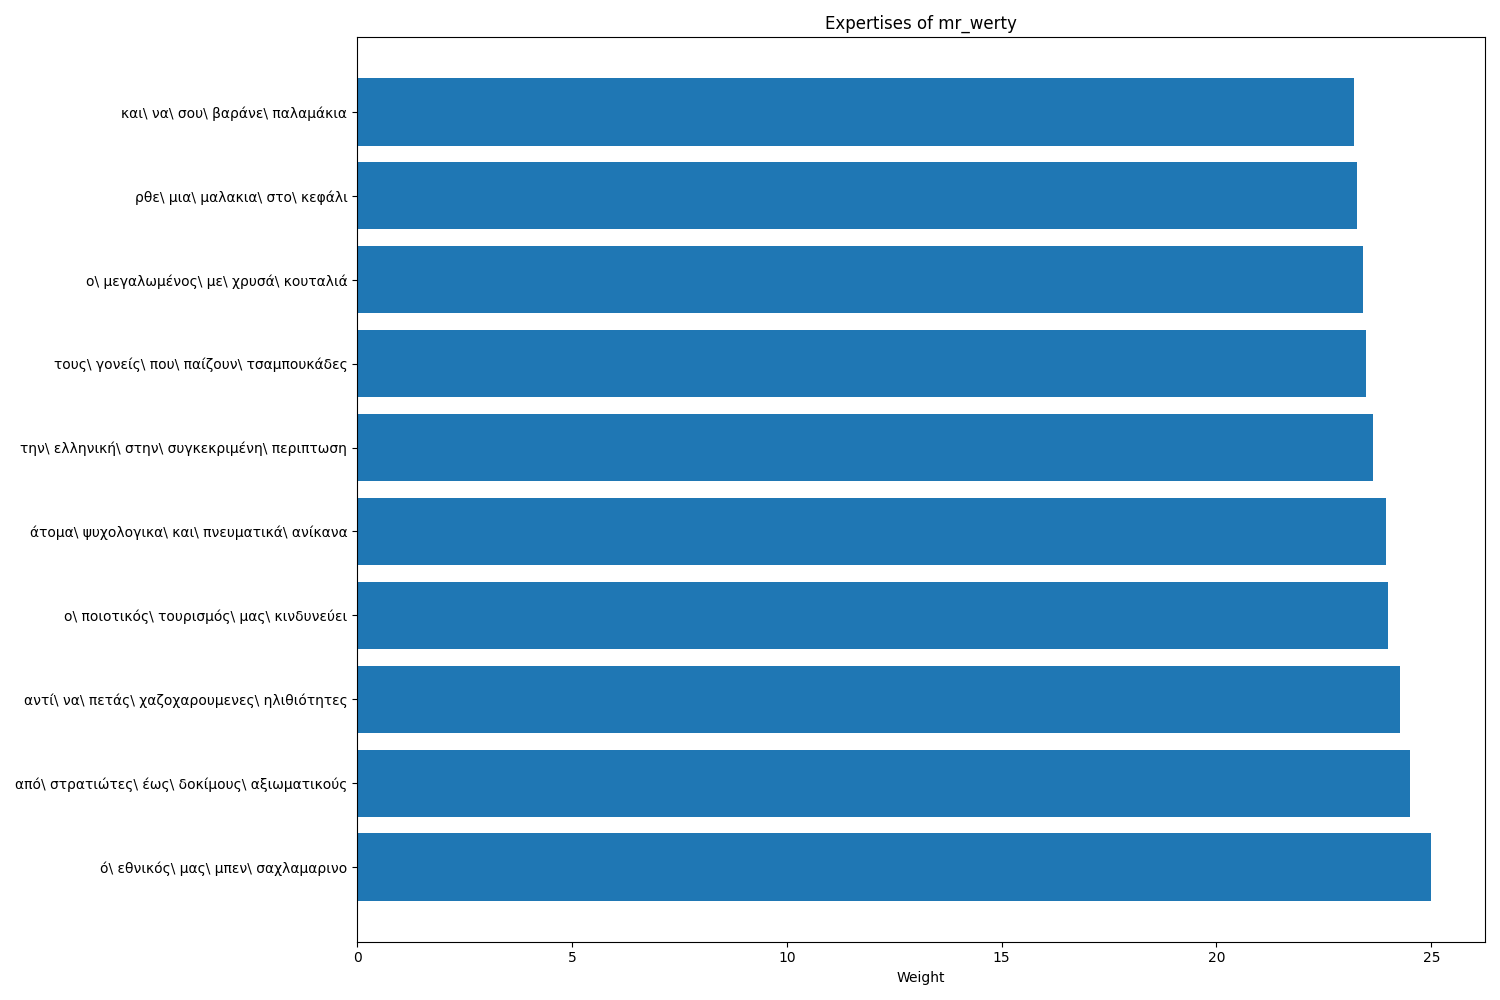 Expertises of mr_werty
και\ να\ σου\ βαράνε\ παλαμάκια
ρθε\ μια\ μαλακια\ στο\ κεφάλι
ο\ μεγαλωμένος\ με\ χρυσά\ κουταλιά
τους\ γονείς\ που\ παίζουν\ τσαμπουκάδες
την\ ελληνική\ στην\ συγκεκριμένη\ περιπτωση
άτομα\ ψυχολογικα\ και\ πνευματικά\ ανίκανα
ο\ ποιοτικός\ τουρισμός\ μας\ κινδυνεύει
αντί\ να\ πετάς\ χαζοχαρουμενες\ ηλιθιότητες
από\ στρατιώτες\ έως\ δοκίμους\ αξιωματικούς
ό\ εθνικός\ μας\ μπεν\ σαχλαμαρινο
0 5 10 15 20 25
Weight